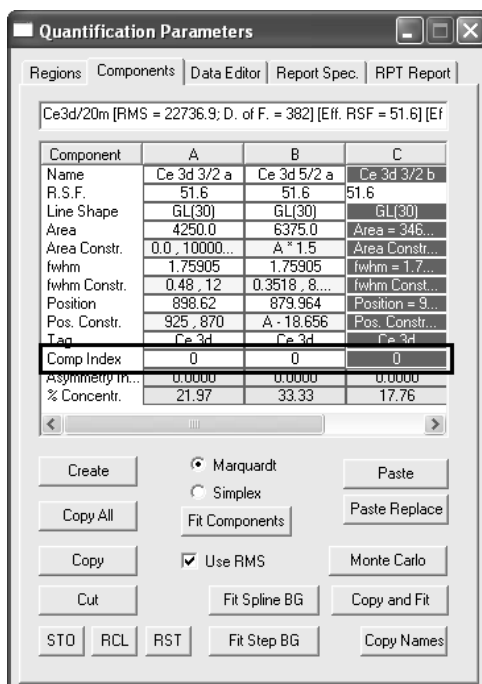 Quantification Parameters
Regions Components Data Editor Report Spec. RPT Report
Ce3d/20m [RMS = 22736.9; D. of F. = 382] [Eff. RSF = 51.6] [Ef
Component A B C
Name Ce 3d 3/2 a Ce 3d 5/2 a Ce 3d 3/2 b
R.S.F. 51.6 51.6 51.6
Line Shape GL(30) GL(30) GL(30)
Area 4250.0 6375.0 Area = 346...
Area Constr. 0.0 , 10000... A * 1.5 Area Constr...
fwhm 1.75905 1.75905 fwhm = 1.7...
fwhm Constr. 0.48 , 12 0.3518 , 8.... fwhm Const...
Position 898.62 879.964 Position = 9...
Pos. Constr. 925 , 870 A - 18.656 Pos. Constr...
Tag Ce 3d Ce 3d Ce 3d
Comp Index 0 0 0
Asymmetry In... 0.0000 0.0000 0.0000
% Concentr. 21.97 33.33 17.76
Create Marquardt Paste
Simplex
Copy All Fit Components Paste Replace
Copy Use RMS Monte Carlo
Cut Fit Spline BG Copy and Fit
STO RCL RST Fit Step BG Copy Names